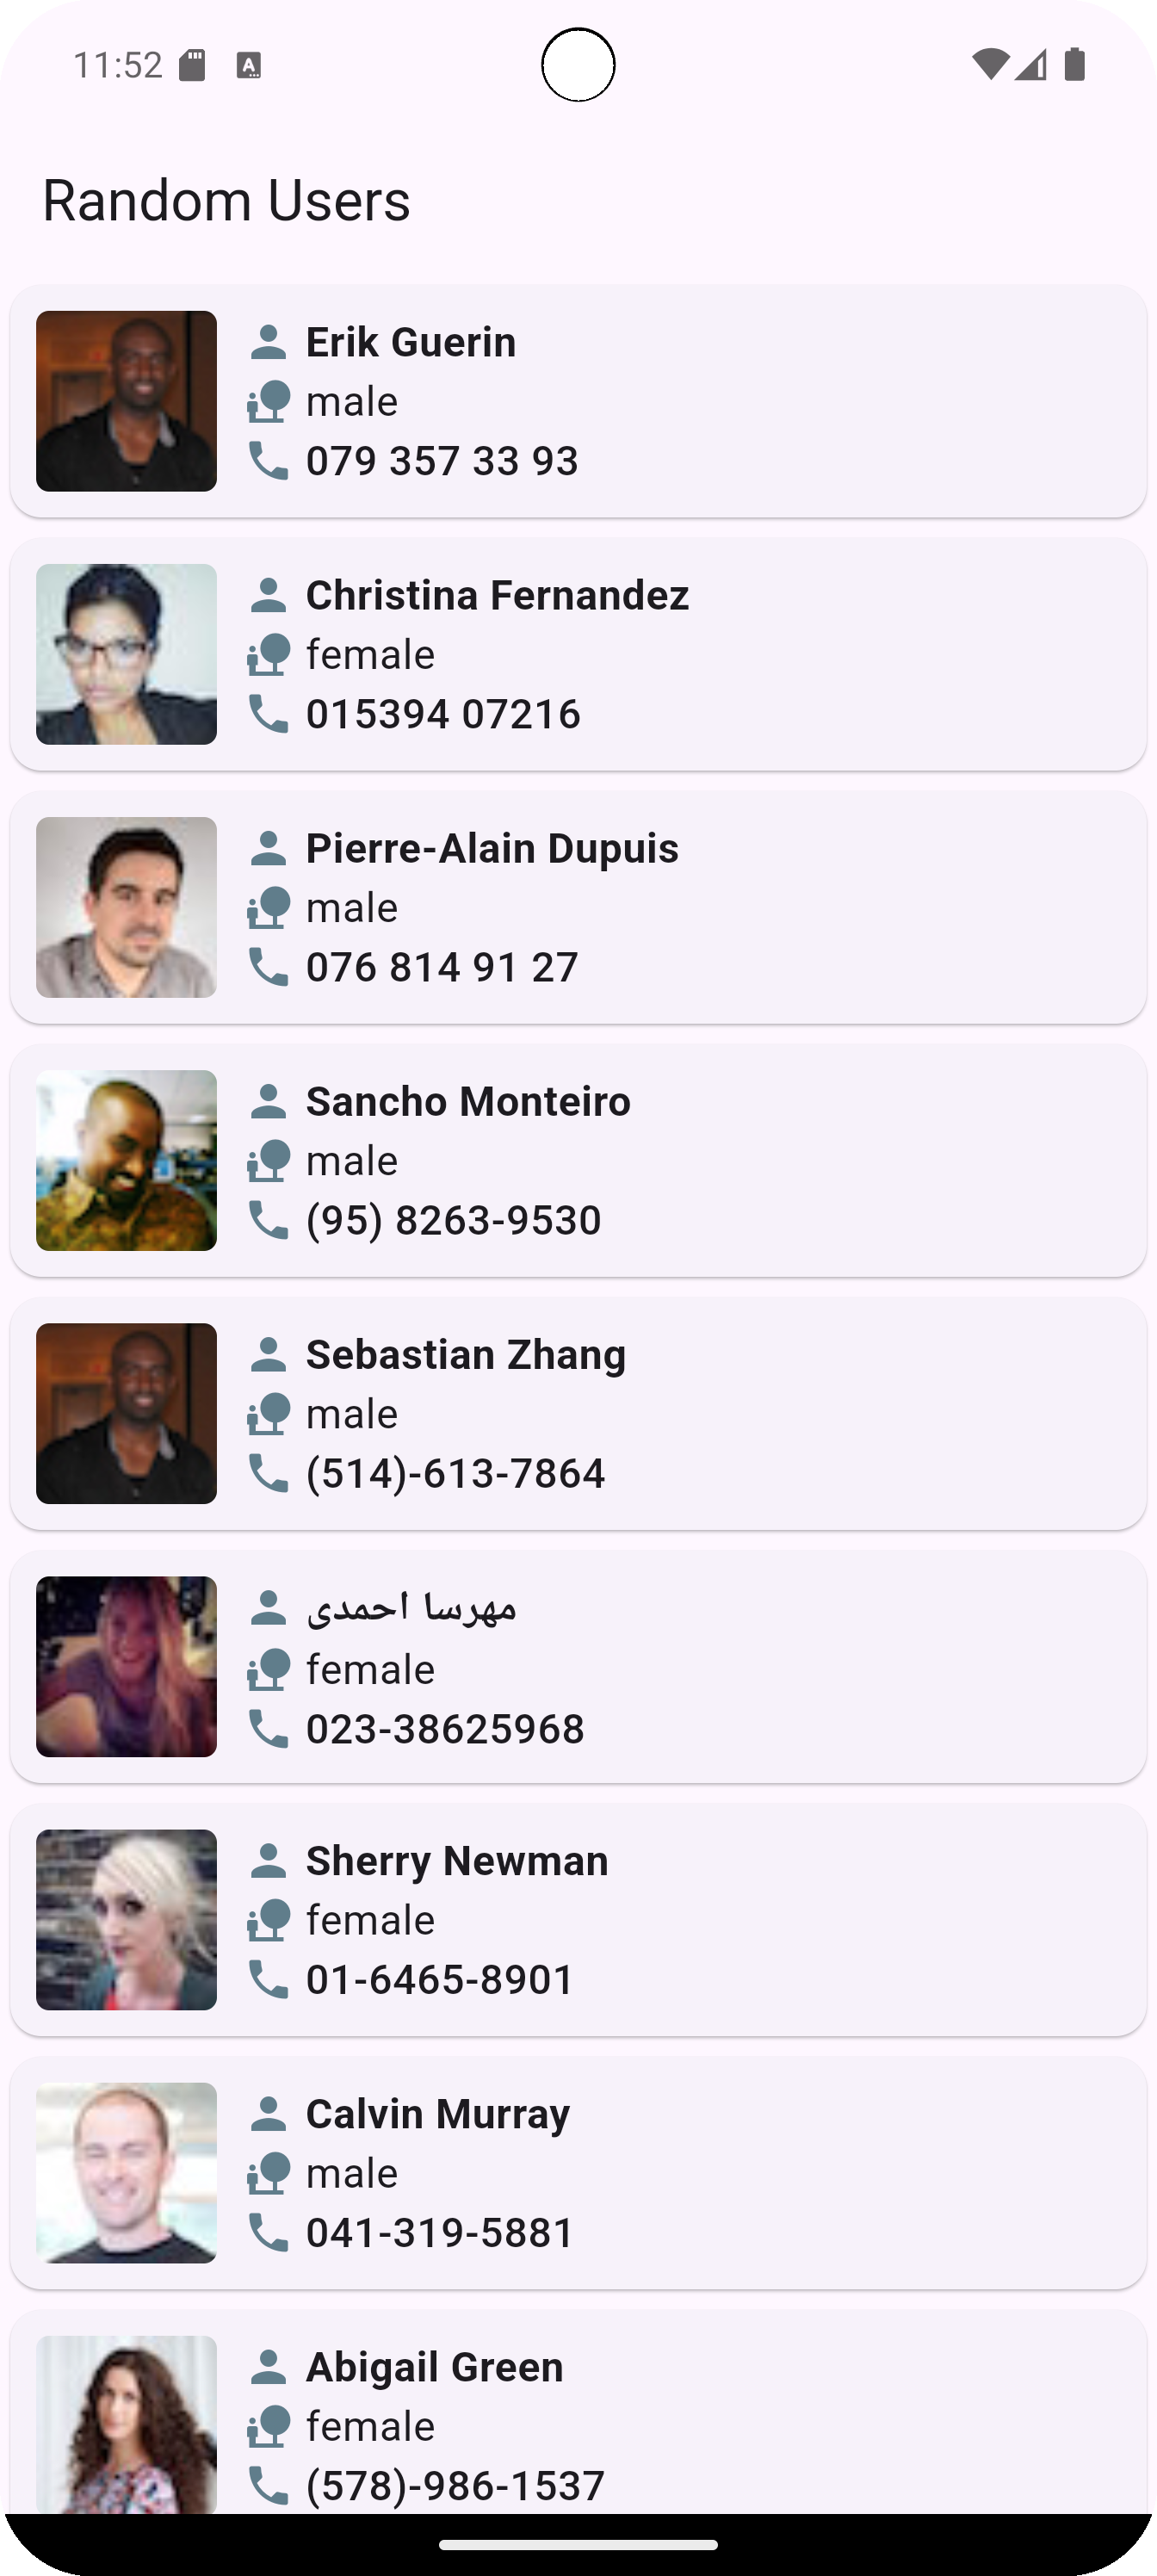 11:52
Random Users
Erik Guerin
male
079 357 33 93
Christina Fernandez
female
015394 07216
Pierre-Alain Dupuis
male
076 814 91 27
Sancho Monteiro
male
(95) 8263-9530
Sebastian Zhang
male
(514)-613-7864
مهرسا احمدی
female
023-38625968
Sherry Newman
female
01-6465-8901
Calvin Murray
male
041-319-5881
Abigail Green
female
(578)-986-1537